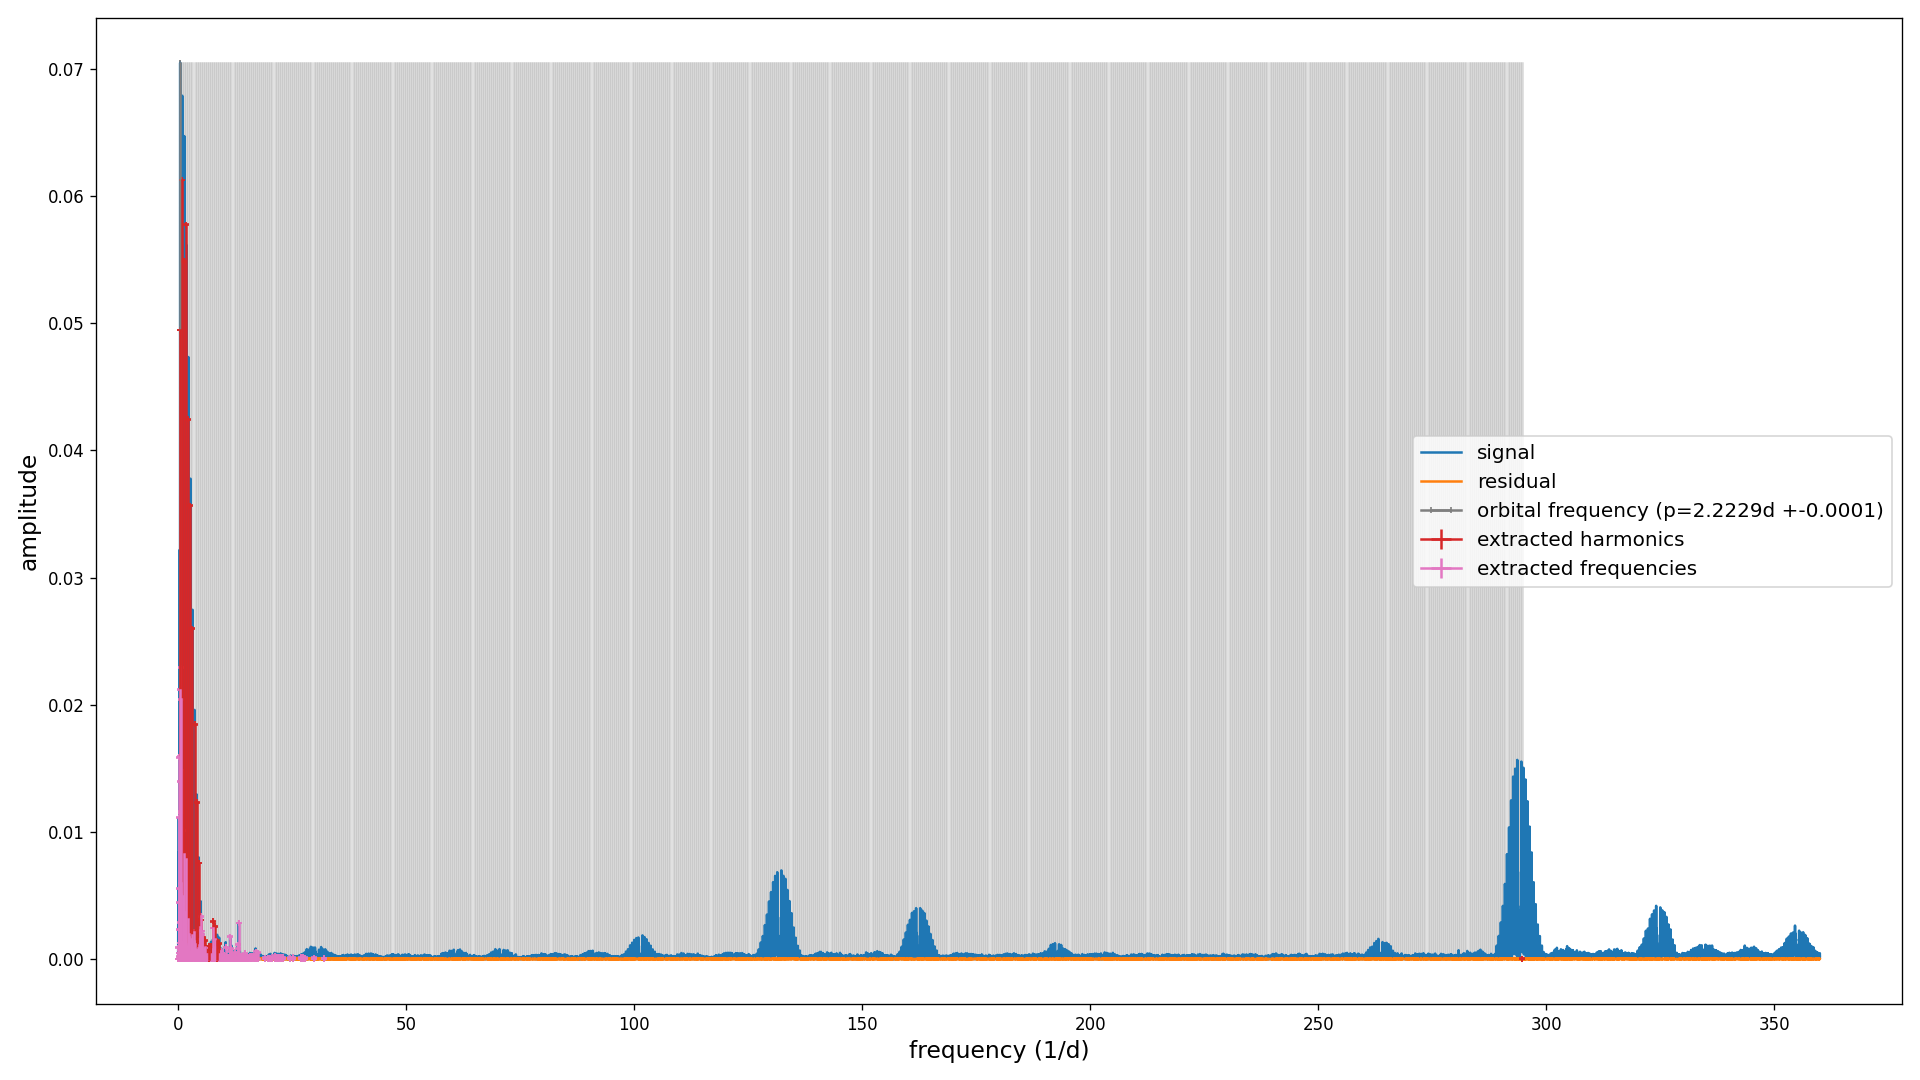 0.07
0.06
0.05
0.04
0.03
0.02
0.01
0.00
amplitude
signal
residual
orbital frequency (p=2.2229d +-0.0001)
extracted harmonics
extracted frequencies
0 50 100 150 200 250 300 350
frequency (1/d)